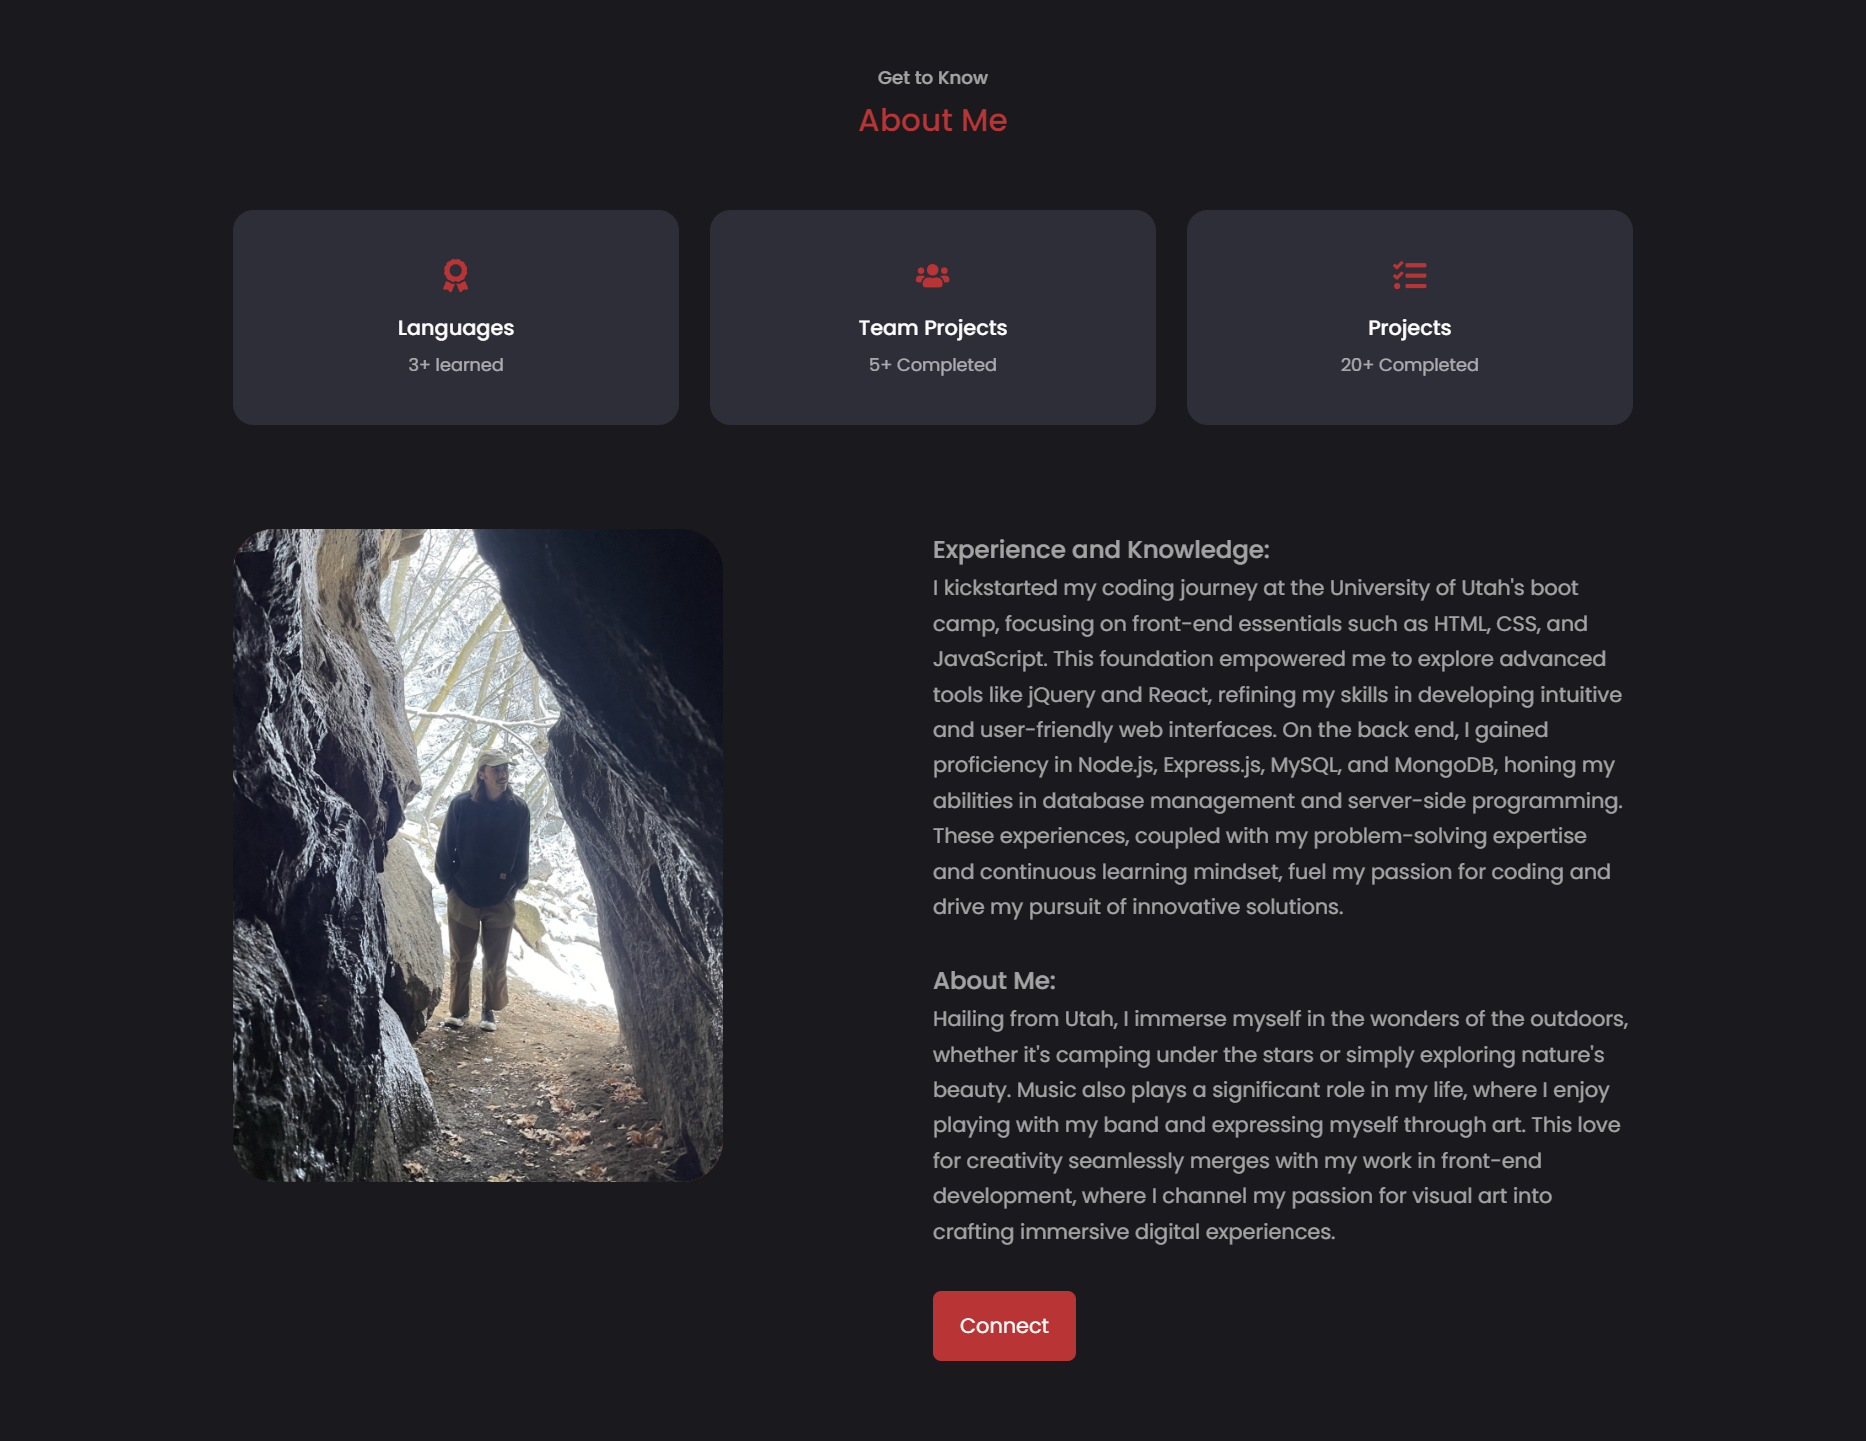 Get to Know
About Me
Languages
3+ learned
Team Projects
5+ Completed
Projects
20+ Completed
Experience and Knowledge:
I kickstarted my coding journey at the University of Utah's boot
camp, focusing on front-end essentials such as HTML, CSS, and
JavaScript. This foundation empowered me to explore advanced
tools like jQuery and React, refining my skills in developing intuitive
and user-friendly web interfaces. On the back end, I gained
proficiency in Node.js, Express.js, MySQL, and MongoDB, honing my
abilities in database management and server-side programming.
These experiences, coupled with my problem-solving expertise
and continuous learning mindset, fuel my passion for coding and
drive my pursuit of innovative solutions.
About Me:
Hailing from Utah, I immerse myself in the wonders of the outdoors,
whether it's camping under the stars or simply exploring nature's
beauty. Music also plays a significant role in my life, where I enjoy
playing with my band and expressing myself through art. This love
for creativity seamlessly merges with my work in front-end
development, where I channel my passion for visual art into
crafting immersive digital experiences.
Connect